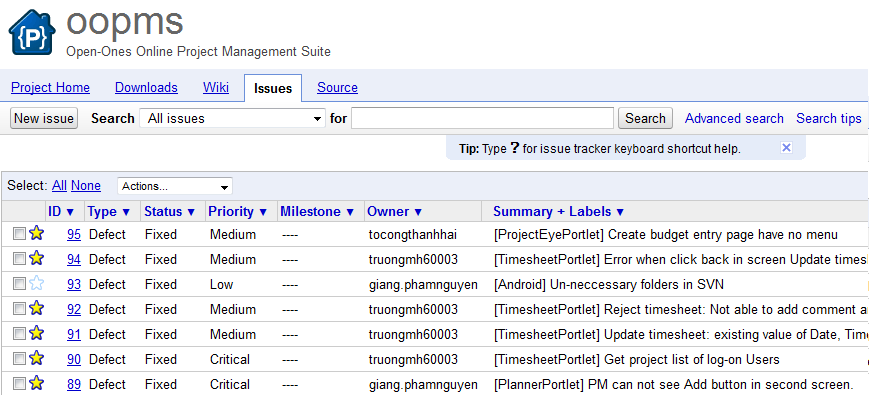 {P}
oopms
Open-Ones Online Project Management Suite
Project Home Downloads Wiki Issues Source
New issue Search All issues for Search Advanced search Search tips
Tip: Type ? for issue tracker keyboard shortcut help. x
Select: All None Actions...
ID ▼ Type ▼ Status ▼ Priority ▼ Milestone ▼ Owner ▼ Summary + Labels ▼
95 Defect Fixed Medium ---- tocongthanhhai [ProjectEyePortlet] Create budget entry page have no menu
94 Defect Fixed Medium ---- truongmh60003 [TimesheetPortlet] Error when click back in screen Update times
93 Defect Fixed Low ---- giang.phamnguyen [Android] Un-neccessary folders in SVN
92 Defect Fixed Medium ---- truongmh60003 [TimesheetPortlet] Reject timesheet: Not able to add comment a
91 Defect Fixed Medium ---- truongmh60003 [TimesheetPortlet] Update timesheet: existing value of Date, Time
90 Defect Fixed Critical ---- truongmh60003 [TimesheetPortlet] Get project list of log-on Users
89 Defect Fixed Critical ---- giang.phamnguyen [PlannerPortlet] PM can not see Add button in second screen.